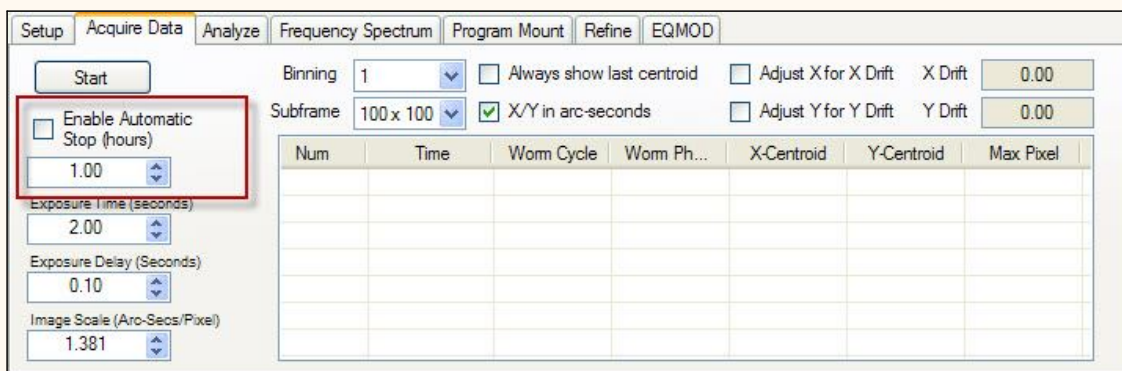 Setup Acquire Data Analyze Frequency Spectrum Program Mount Refine EQMOD
Start Binning 1 Always show last centroid Adjust X for X Drift X Drift 0.00
Enable Automatic Stop (hours) Subframe 100 x 100 X/Y in arc-seconds Adjust Y for Y Drift Y Drift 0.00
1.00 Num Time Worm Cycle Worm Ph... X-Centroid Y-Centroid Max Pixel
Exposure Time (seconds)
2.00
Exposure Delay (Seconds)
0.10
Image Scale (Arc-Secs/Pixel)
1.381